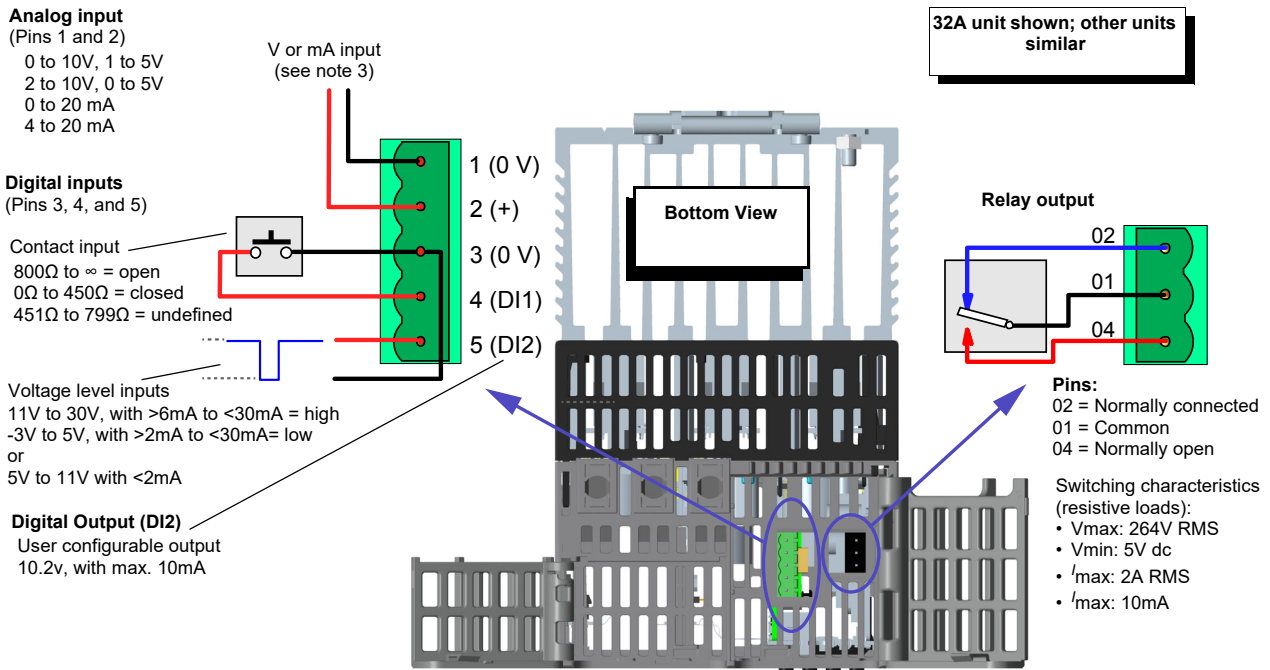 Analog input
(Pins 1 and 2)
0 to 10V, 1 to 5V
2 to 10V, 0 to 5V
0 to 20 mA
4 to 20 mA
V or mA input
(see note 3)
Digital inputs
(Pins 3, 4, and 5)
Contact input
800Ω to ∞ = open
0Ω to 450Ω = closed
451Ω to 799Ω = undefined
Voltage level inputs
11V to 30V, with >6mA to <30mA = high
-3V to 5V, with >2mA to <30mA= low
or
5V to 11V with <2mA
Digital Output (DI2)
User configurable output
10.2v, with max. 10mA
1 (0 V)
2 (+)
3 (0 V)
4 (DI1)
5 (DI2)
Bottom View
32A unit shown; other units
similar
Relay output
02
01
04
Pins:
02 = Normally connected
01 = Common
04 = Normally open
Switching characteristics
(resistive loads):
• Vmax: 264V RMS
• Vmin: 5V dc
• Imax: 2A RMS
• Imax: 10mA